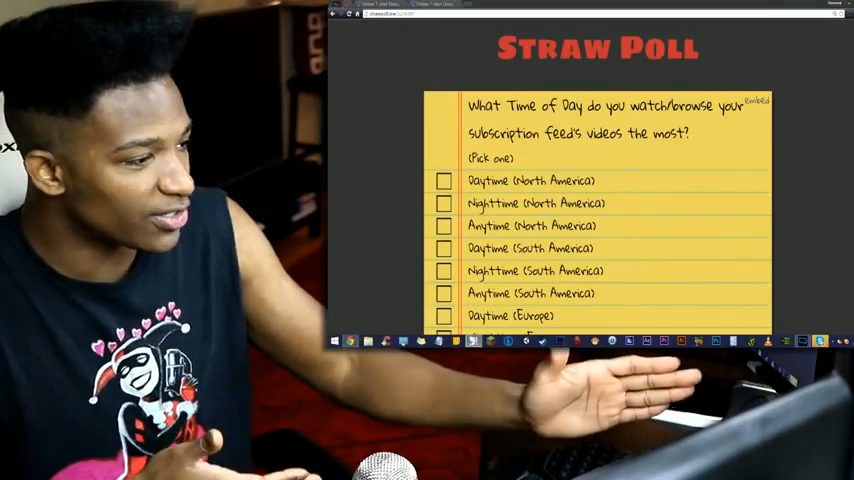 strawpoll.me
STRAW POLL
embed
What Time of Day do you watch/browse your
subscription feed's videos the most?
(Pick one)
Daytime (North America)
Nighttime (North America)
Anytime (North America)
Daytime (South America)
Nighttime (South America)
Anytime (South America)
Daytime (Europe)